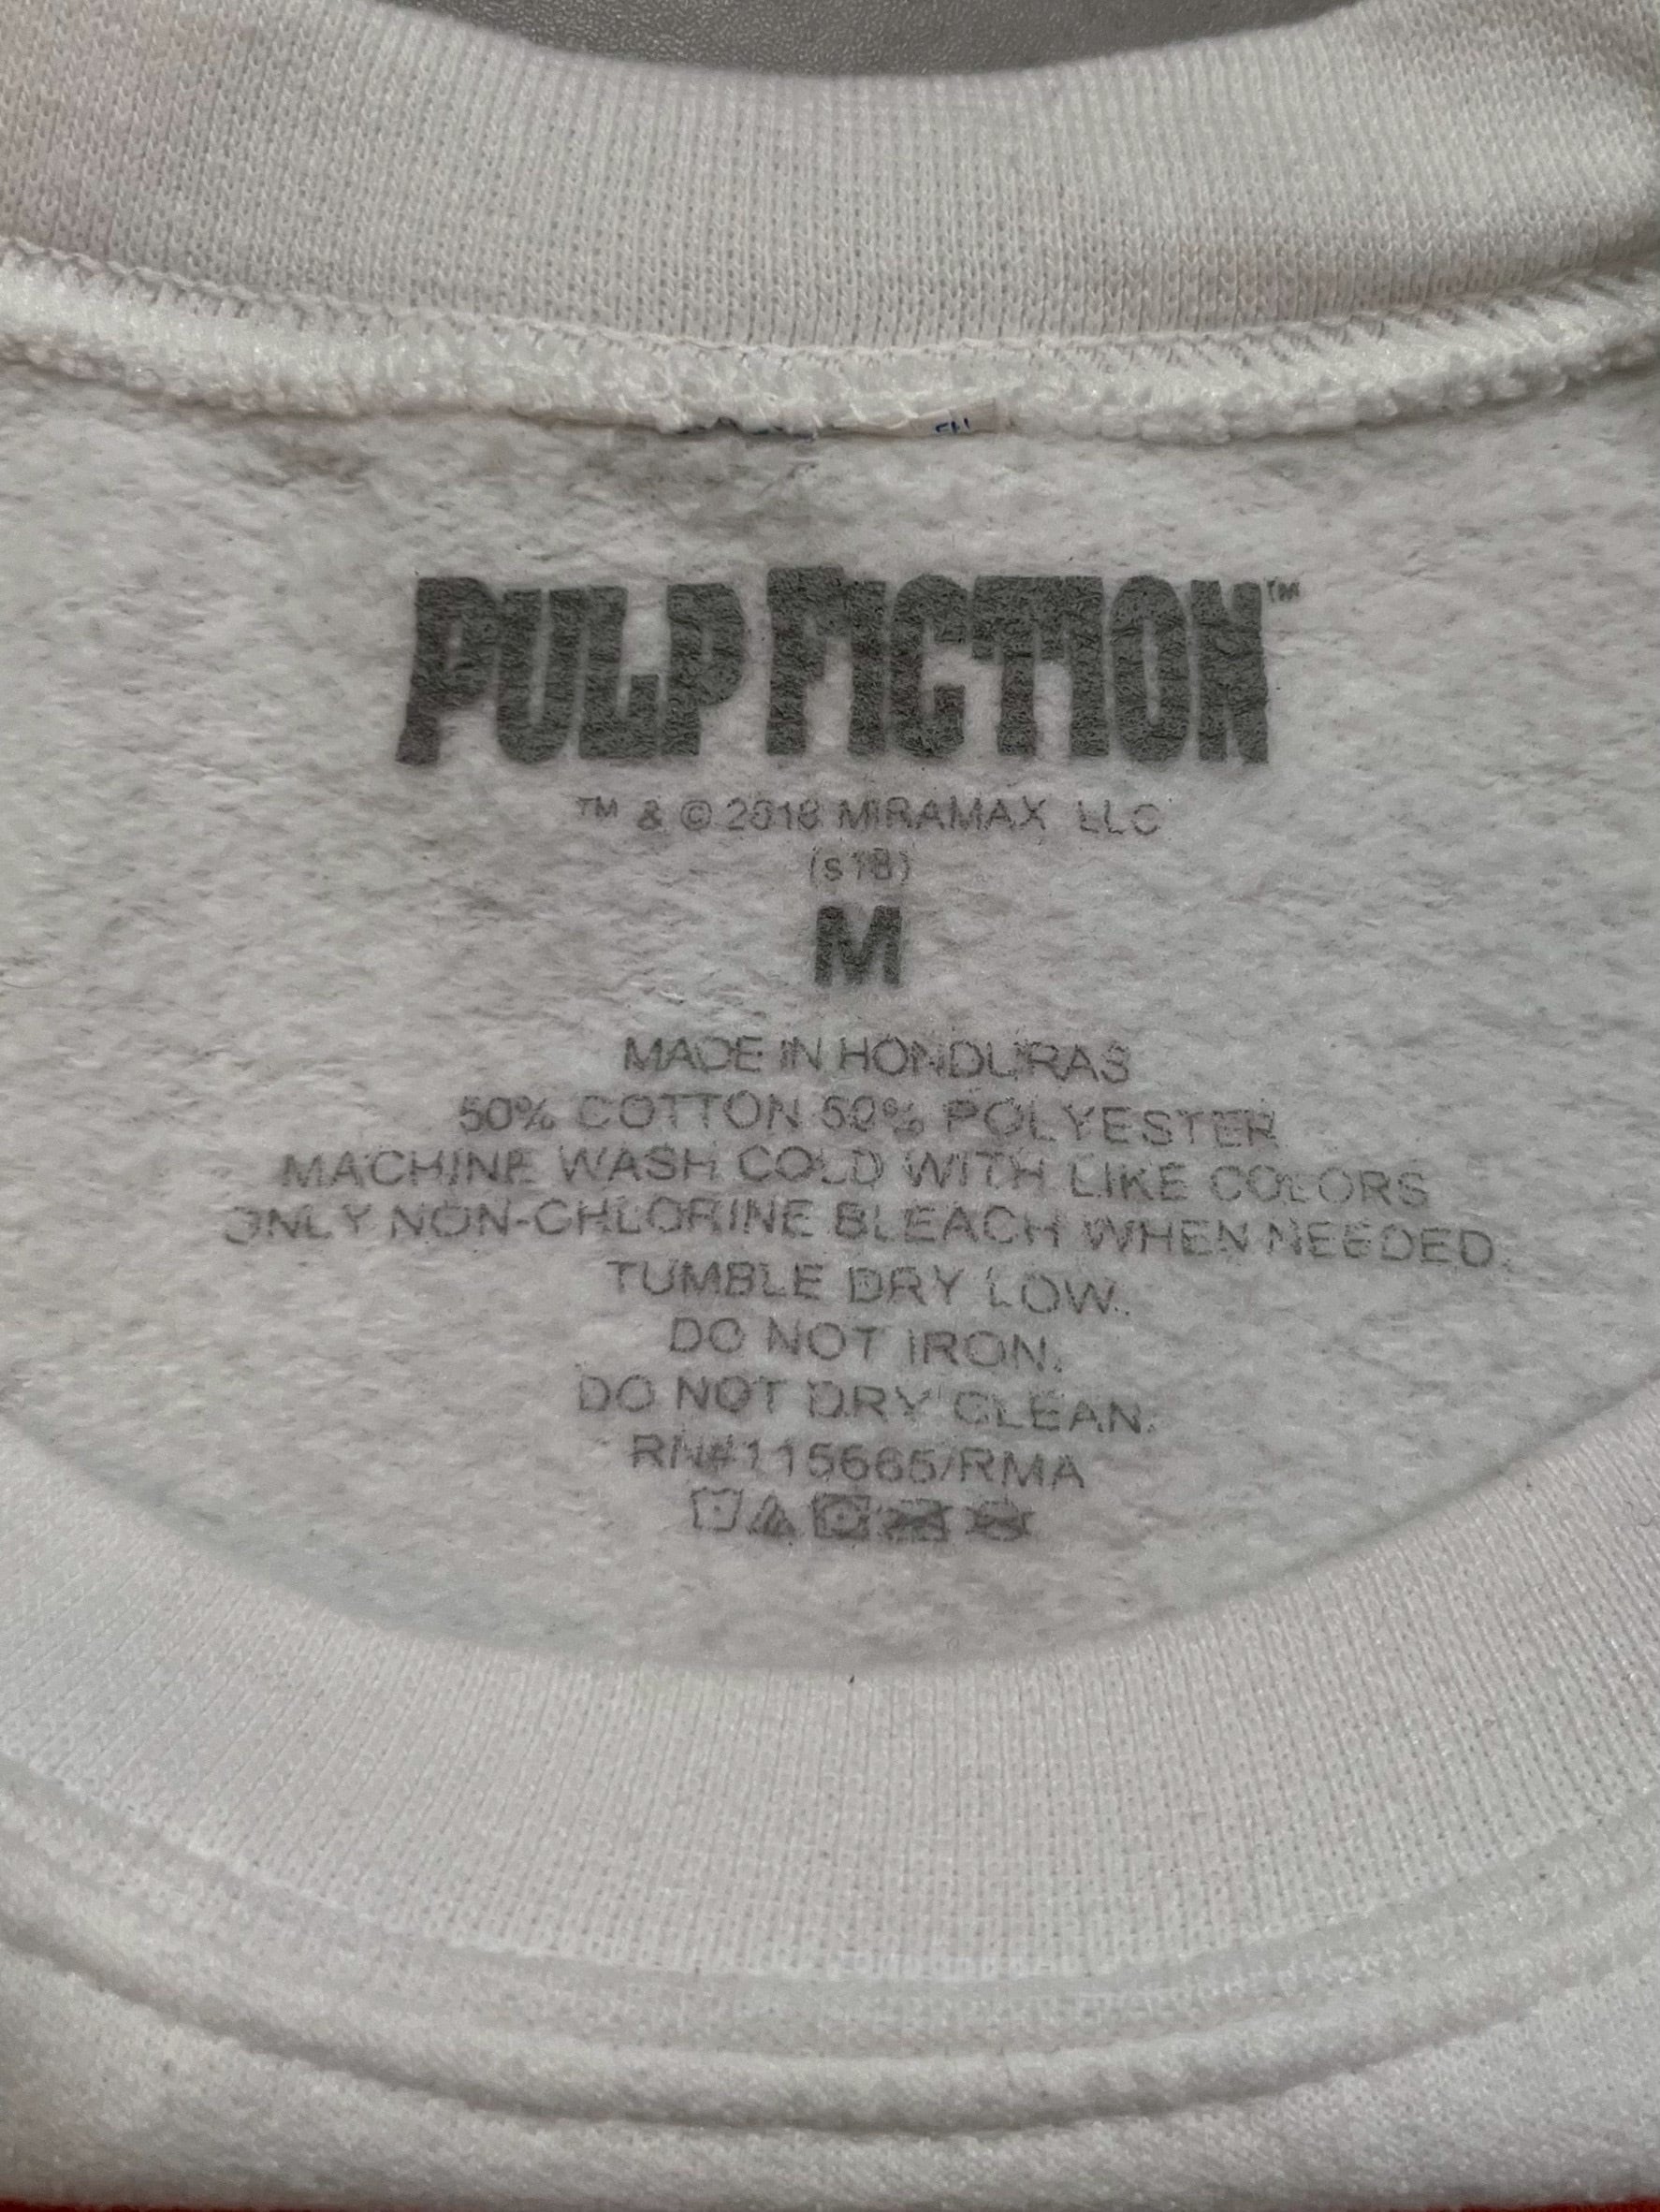 PULP FICTION™
™ & © 2018 MIRAMAX LLC
(s18)
M
MADE IN HONDURAS
50% COTTON 50% POLYESTER
MACHINE WASH COLD WITH LIKE COLORS
ONLY NON-CHLORINE BLEACH WHEN NEEDED.
TUMBLE DRY LOW.
DO NOT IRON.
DO NOT DRY CLEAN.
RN#115665/RMA